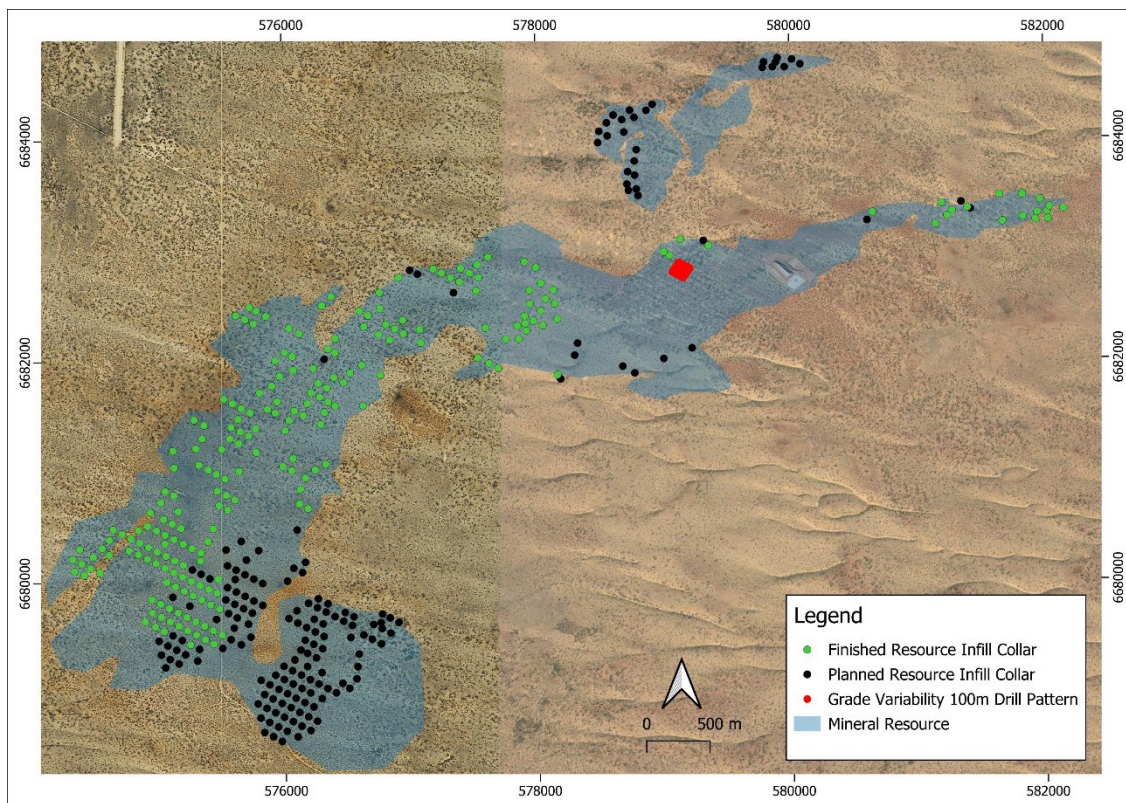 576000 578000 580000 582000
6684000 6684000
6682000 6682000
6680000 6680000
Legend
Finished Resource Infill Collar
Planned Resource Infill Collar
Grade Variability 100m Drill Pattern
Mineral Resource
0 500 m
576000 578000 580000 582000